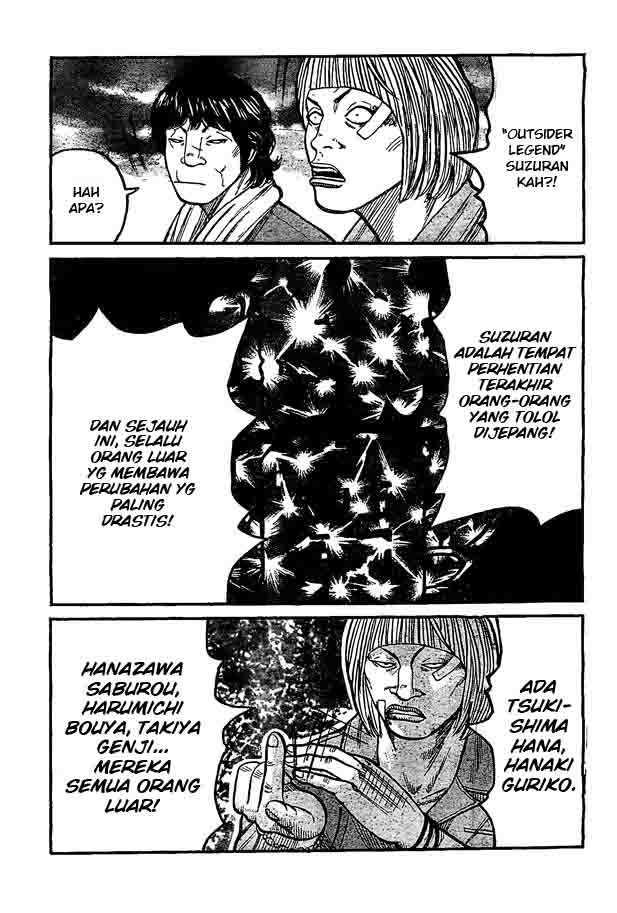 "OUTSIDER
LEGEND"
SUZURAN
KAH?!
HAH
APA?
SUZURAN
ADALAH TEMPAT
PERHENTIAN
TERAKHIR
ORANG-ORANG
YANG TOLOL
DIJEPANG!
DAN SEJAUH
INI, SELALU
ORANG LUAR
YG MEMBAWA
PERUBAHAN YG
PALING
DRASTIS!
ADA
TSUKI-
SHIMA
HANA,
HANAKI
GURIKO.
HANAZAWA
SABUROU,
HARUMICHI
BOUYA, TAKIYA
GENJI...
MEREKA
SEMUA ORANG
LUAR!